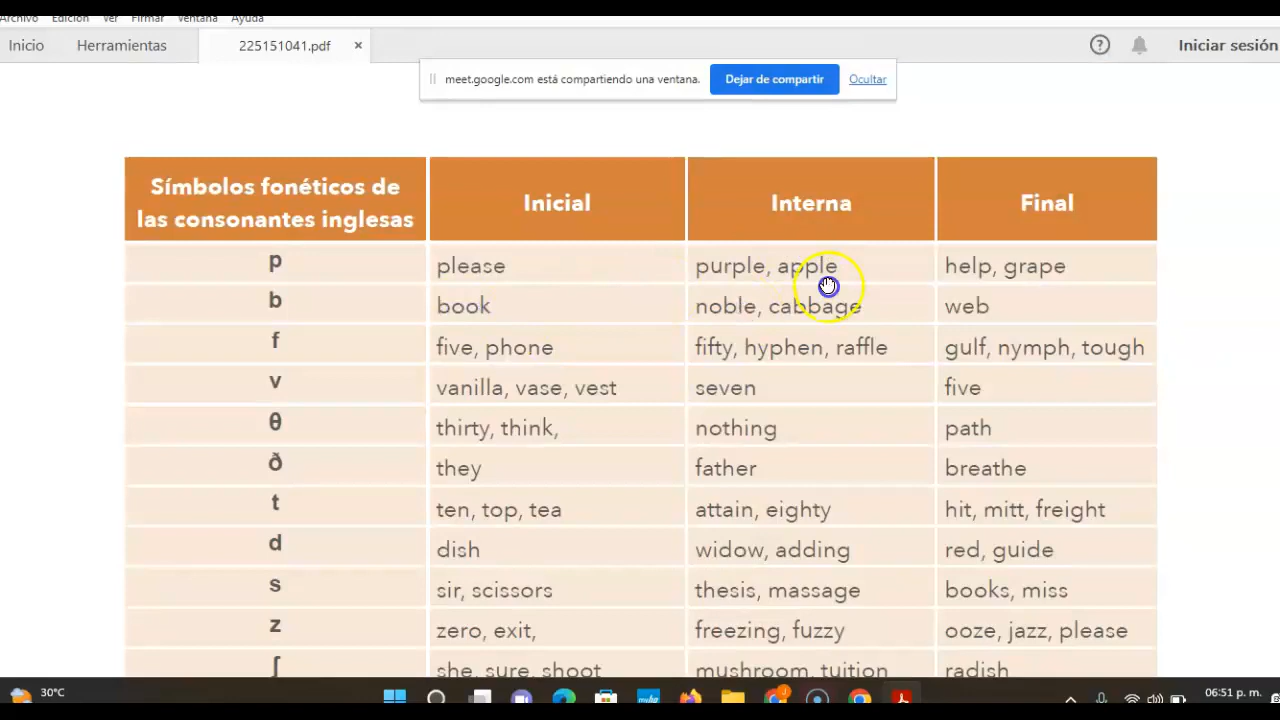 Archivo Edición Ver Firmar Ventana Ayuda
Inicio Herramientas 225151041.pdf × ? Iniciar sesión
meet.google.com está compartiendo una ventana. Dejar de compartir Ocultar
Símbolos fonéticos de
las consonantes inglesas
Inicial Interna Final
p please purple, apple help, grape
b book noble, cabbage web
f five, phone fifty, hyphen, raffle gulf, nymph, tough
v vanilla, vase, vest seven five
θ thirty, think, nothing path
ð they father breathe
t ten, top, tea attain, eighty hit, mitt, freight
d dish widow, adding red, guide
s sir, scissors thesis, massage books, miss
z zero, exit, freezing, fuzzy ooze, jazz, please
ʃ she, sure, shoot mushroom, tuition radish
30°C 06:51 p. m.